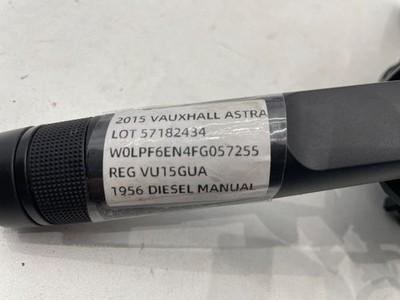 2015 VAUXHALL ASTRA
LOT 57182434
W0LPF6EN4FG057255
REG VU15GUA
1956 DIESEL MANUAL